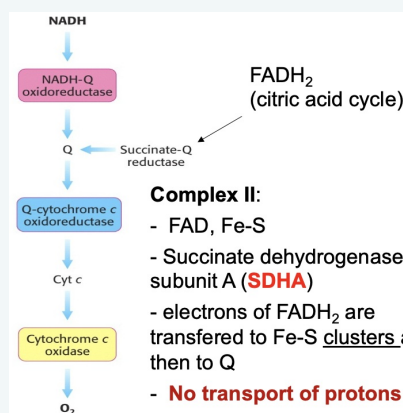 NADH
NADH-Q
oxidoreductase
FADH₂
(citric acid cycle)
Q
Succinate-Q
reductase
Complex II:
- FAD, Fe-S
- Succinate dehydrogenase
subunit A (SDHA)
- electrons of FADH₂ are
transfered to Fe-S clusters
then to Q
- No transport of protons
Q-cytochrome c
oxidoreductase
Cyt c
Cytochrome c
oxidase
O₂